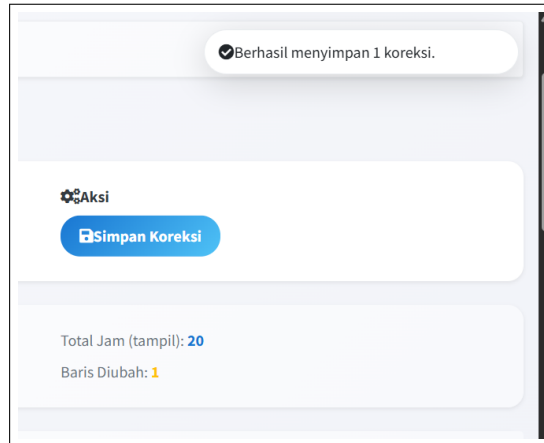 Berhasil menyimpan 1 koreksi.
Aksi
Simpan Koreksi
Total Jam (tampil): 20
Baris Diubah: 1